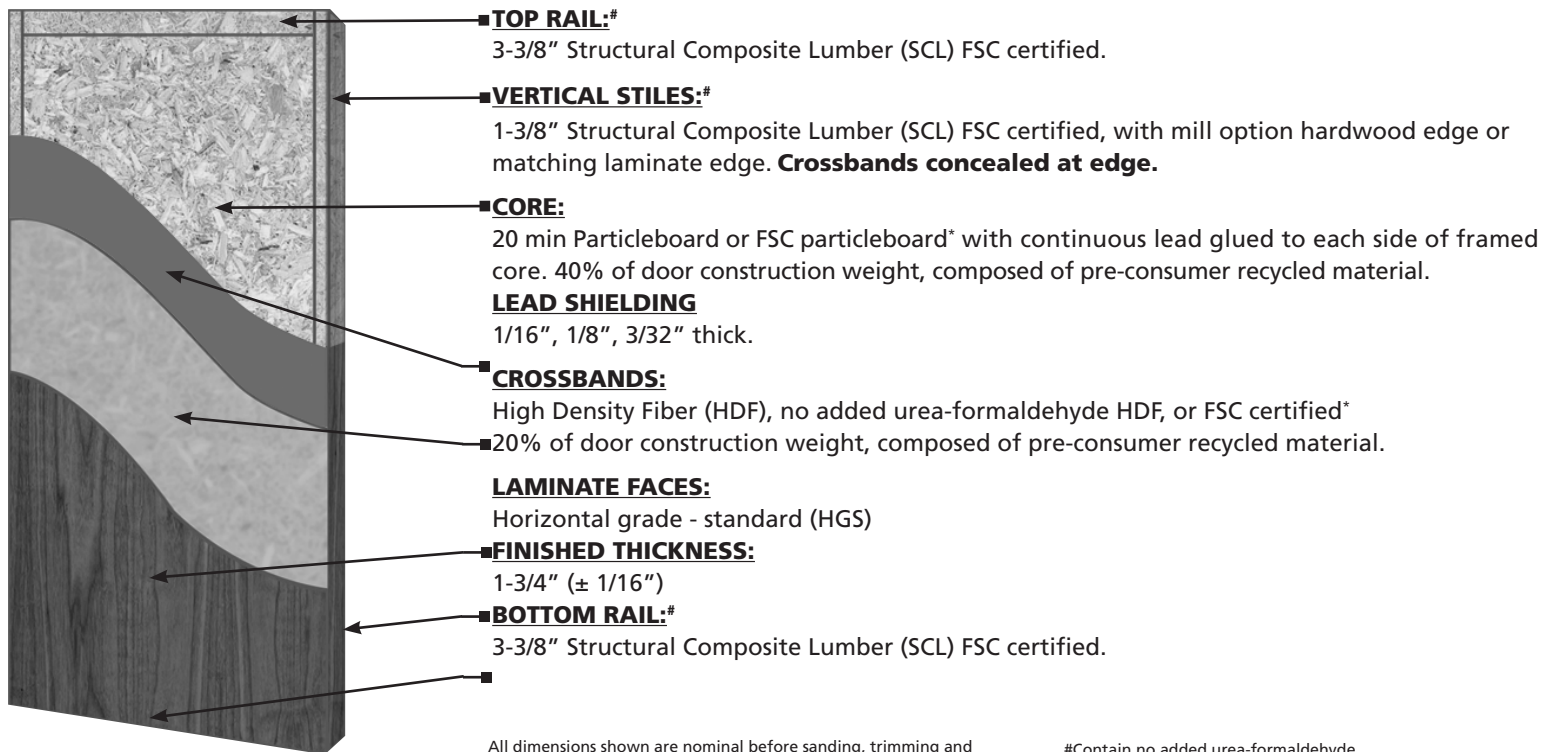 TOP RAIL:#
3-3/8” Structural Composite Lumber (SCL) FSC certified.
VERTICAL STILES:#
1-3/8” Structural Composite Lumber (SCL) FSC certified, with mill option hardwood edge or
matching laminate edge. Crossbands concealed at edge.
CORE:
20 min Particleboard or FSC particleboard* with continuous lead glued to each side of framed
core. 40% of door construction weight, composed of pre-consumer recycled material.
LEAD SHIELDING
1/16”, 1/8”, 3/32” thick.
CROSSBANDS:
High Density Fiber (HDF), no added urea-formaldehyde HDF, or FSC certified*
20% of door construction weight, composed of pre-consumer recycled material.
LAMINATE FACES:
Horizontal grade - standard (HGS)
FINISHED THICKNESS:
1-3/4” (± 1/16”)
BOTTOM RAIL:#
3-3/8” Structural Composite Lumber (SCL) FSC certified.
All dimensions shown are nominal before sanding, trimming and
#Contain no added urea-formaldehyde